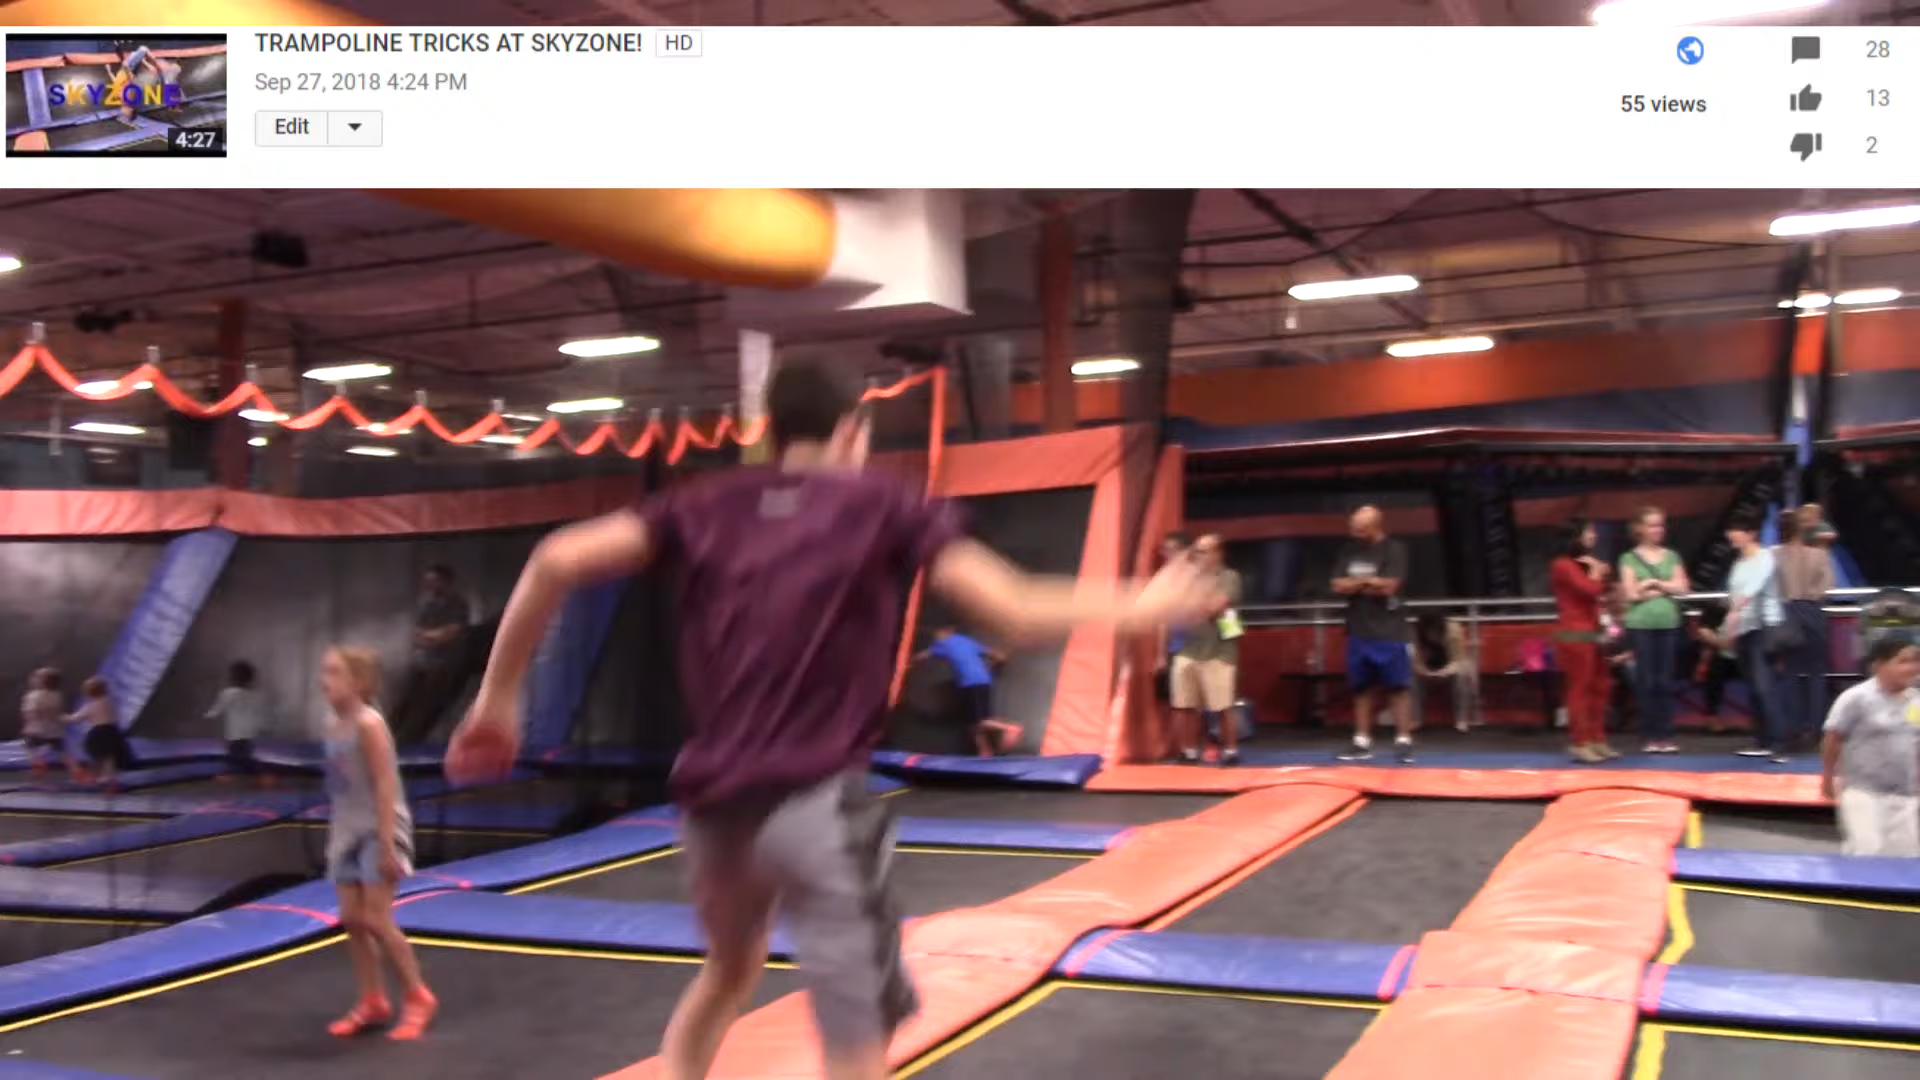 TRAMPOLINE TRICKS AT SKYZONE! HD
Sep 27, 2018 4:24 PM
Edit
SKYZONE
4:27
55 views
28
13
2